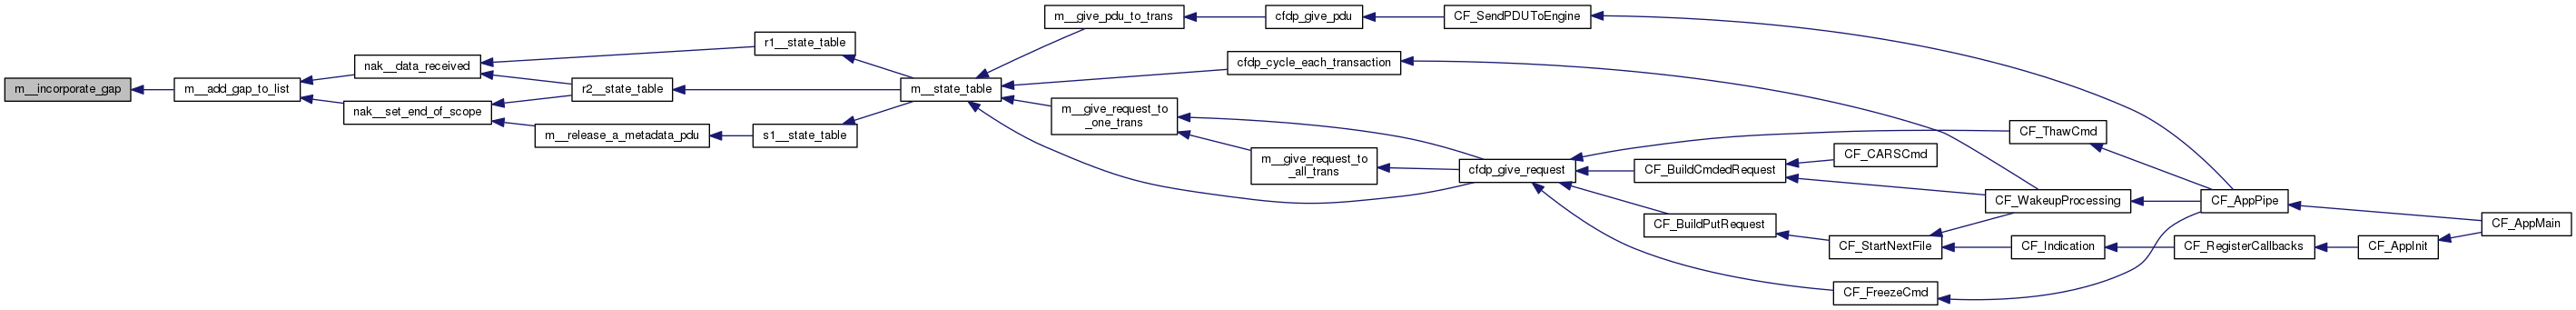 m__incorporate_gap
m__add_gap_to_list
nak__data_received
nak__set_end_of_scope
r1__state_table
r2__state_table
m__release_a_metadata_pdu
s1__state_table
m__state_table
m__give_pdu_to_trans
cfdp_give_pdu
CF_SendPDUToEngine
cfdp_cycle_each_transaction
m__give_request_to
_one_trans
m__give_request_to
_all_trans
cfdp_give_request
CF_ThawCmd
CF_BuildCmdedRequest
CF_CARSCmd
CF_BuildPutRequest
CF_StartNextFile
CF_FreezeCmd
CF_WakeupProcessing
CF_Indication
CF_RegisterCallbacks
CF_AppInit
CF_AppPipe
CF_AppMain